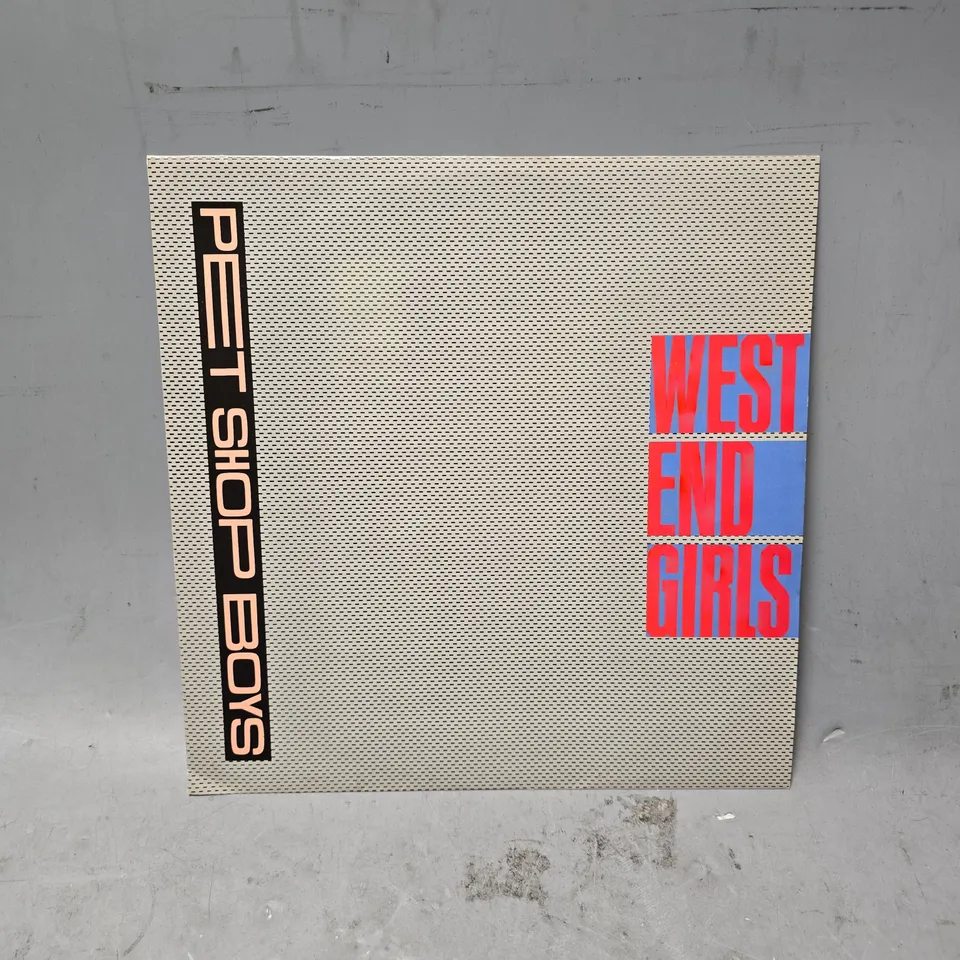 PET SHOP BOYS
WEST
END
GIRLS